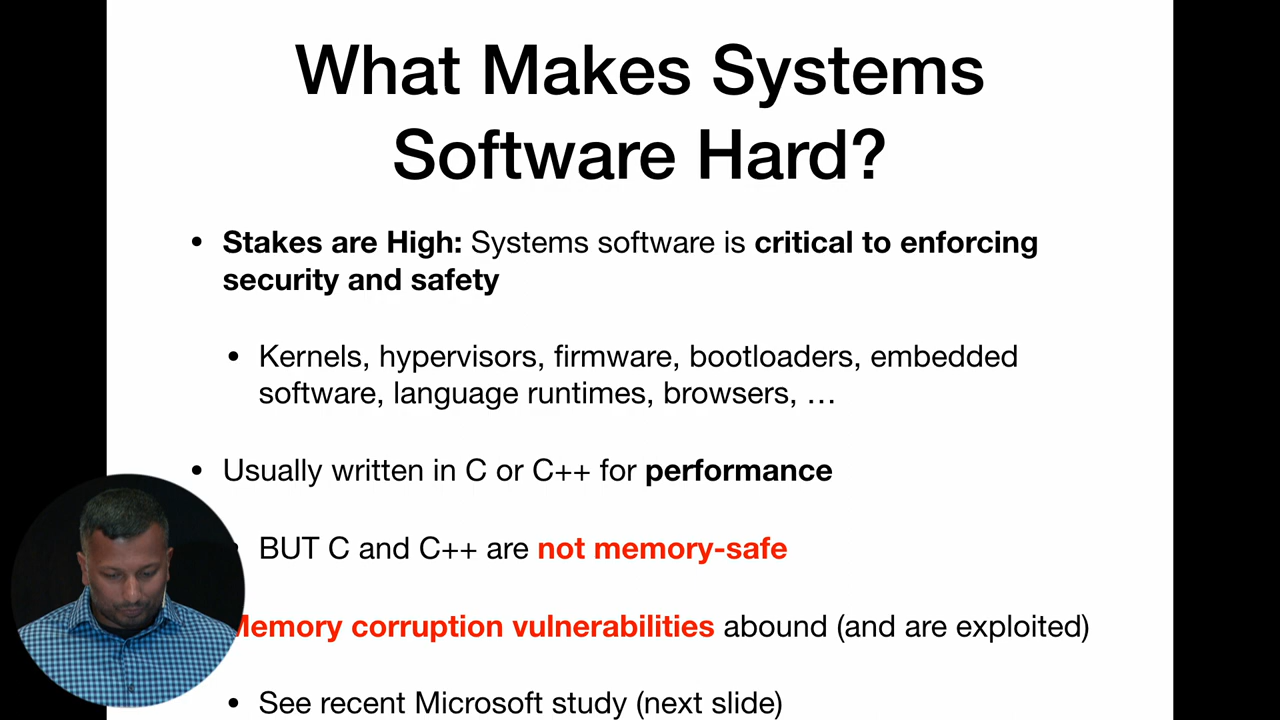 What Makes Systems
Software Hard?
• Stakes are High: Systems software is critical to enforcing
security and safety
• Kernels, hypervisors, firmware, bootloaders, embedded
software, language runtimes, browsers, …
• Usually written in C or C++ for performance
• BUT C and C++ are not memory-safe
Memory corruption vulnerabilities abound (and are exploited)
• See recent Microsoft study (next slide)